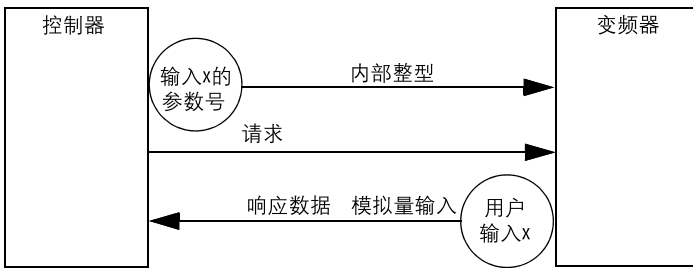 控制器
变频器
输入x的
参数号
内部整型
请求
响应数据 模拟量输入
用户
输入x